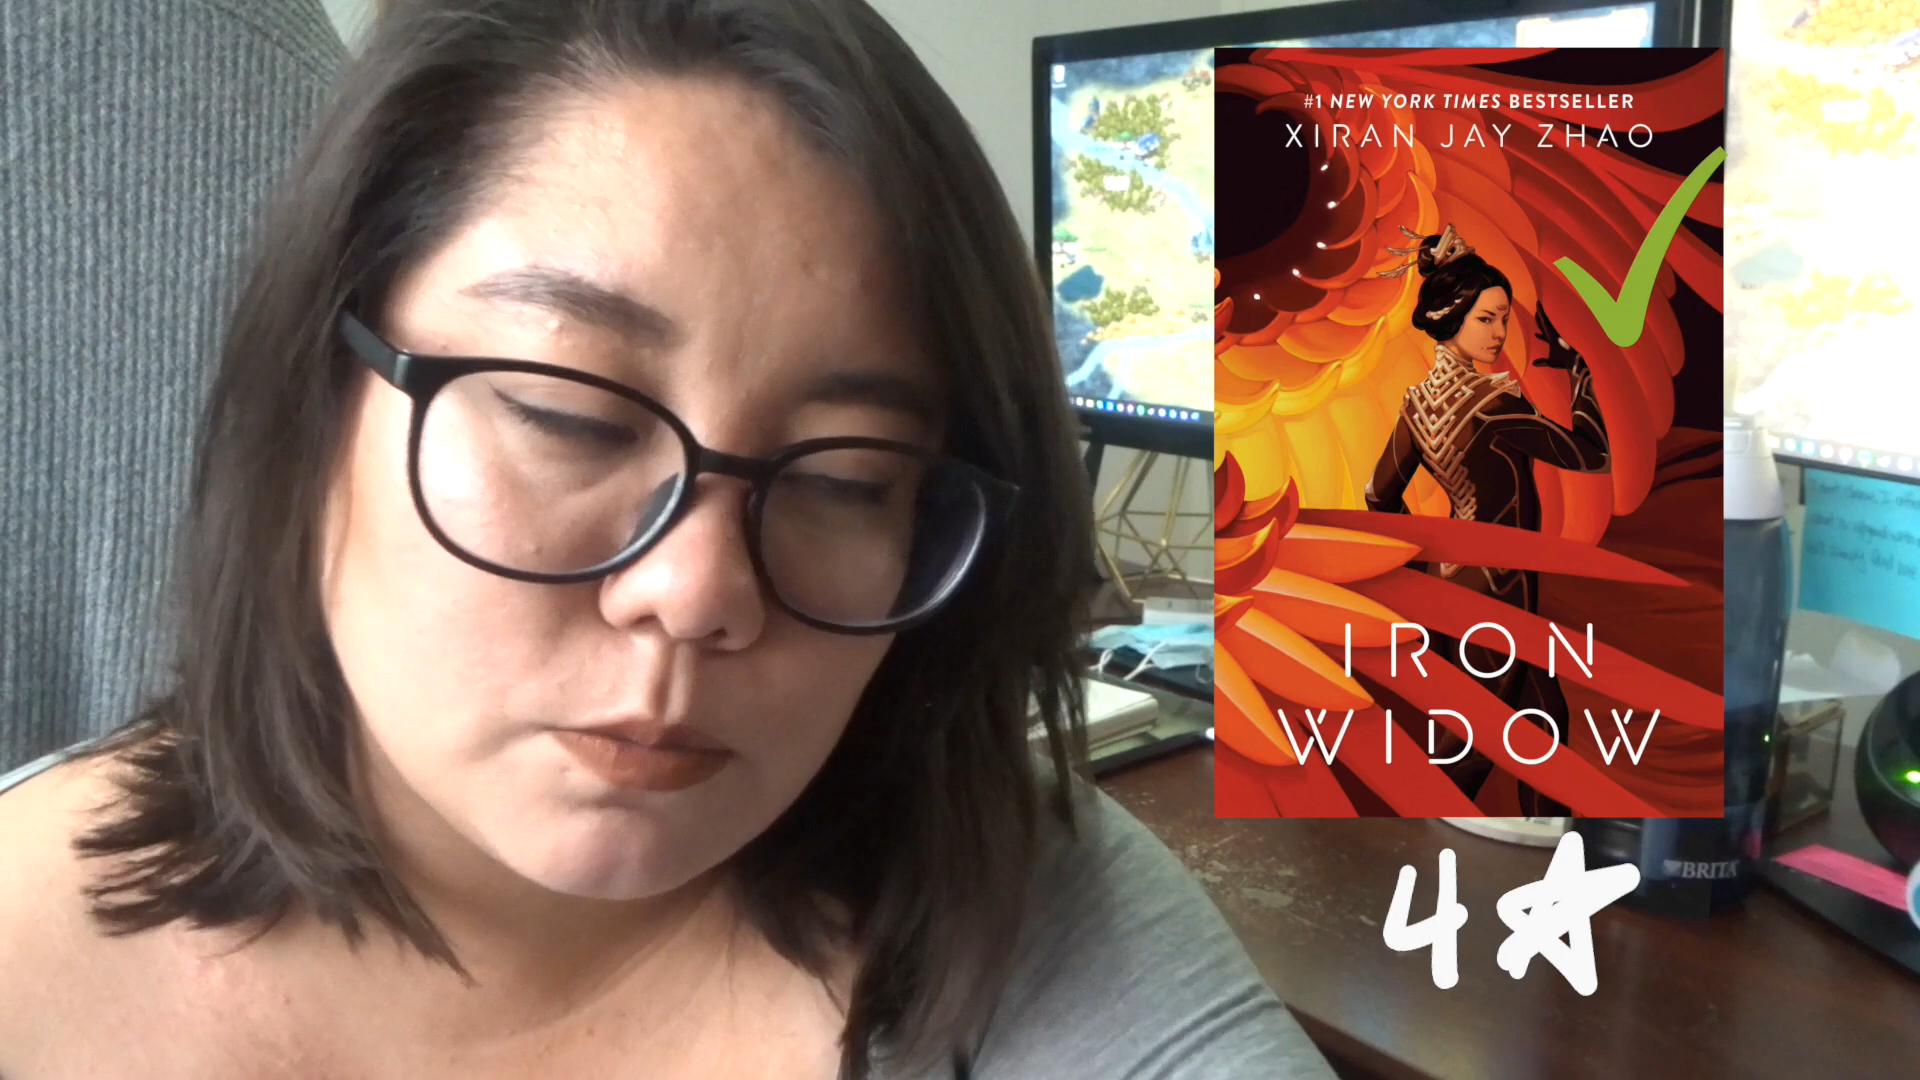 #1 NEW YORK TIMES BESTSELLER
XIRAN JAY ZHAO
IRON
WIDOW
4
BRITA